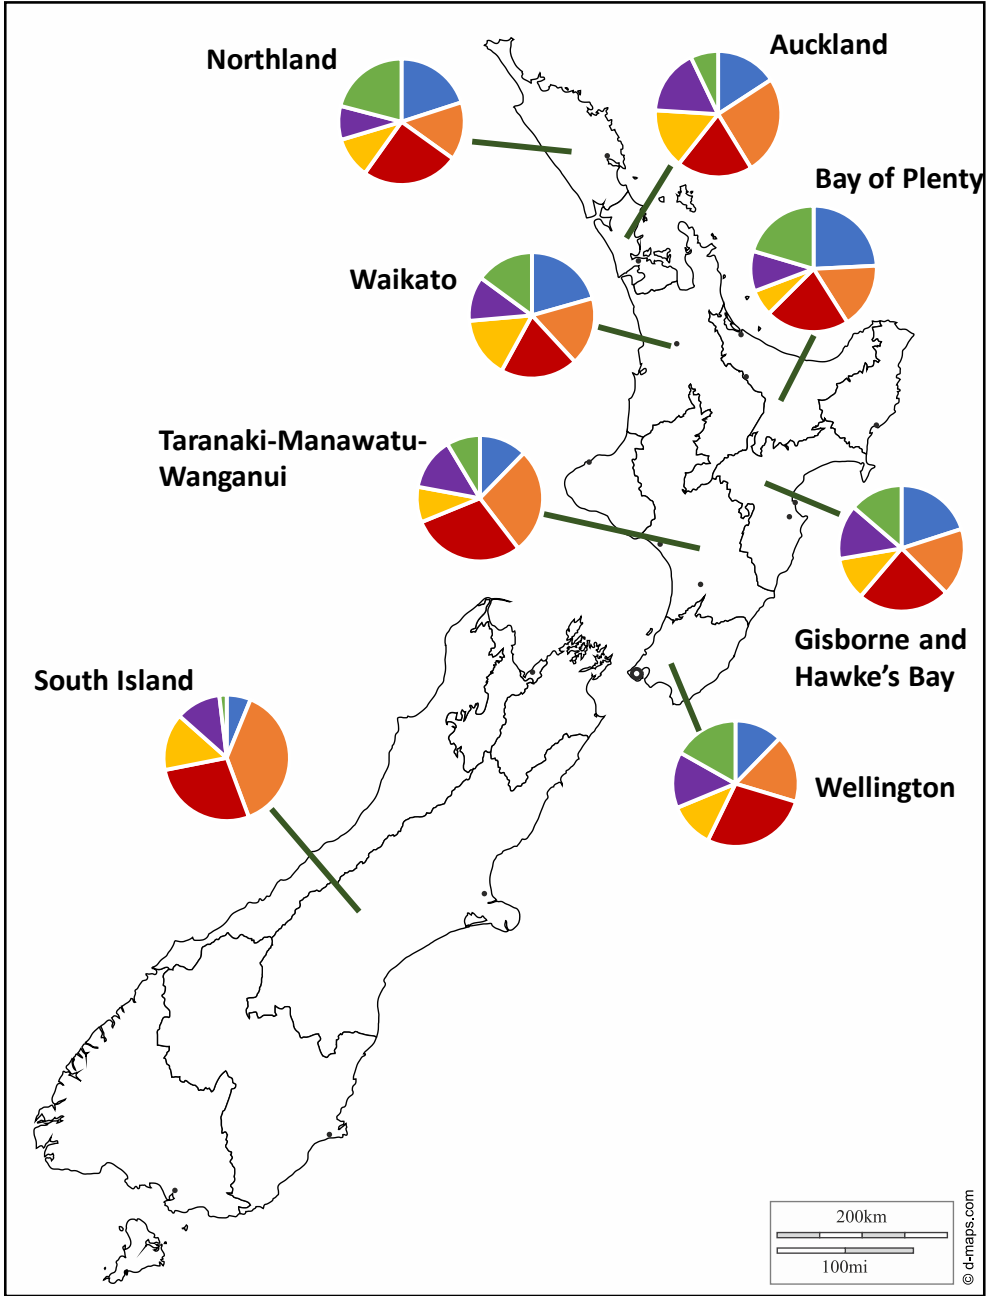 Auckland
Northland
Bay of Plenty
Waikato
Taranaki-Manawatu-
Wanganui
Gisborne and
Hawke's Bay
South Island
Wellington
200km
100mi
© d-maps.com